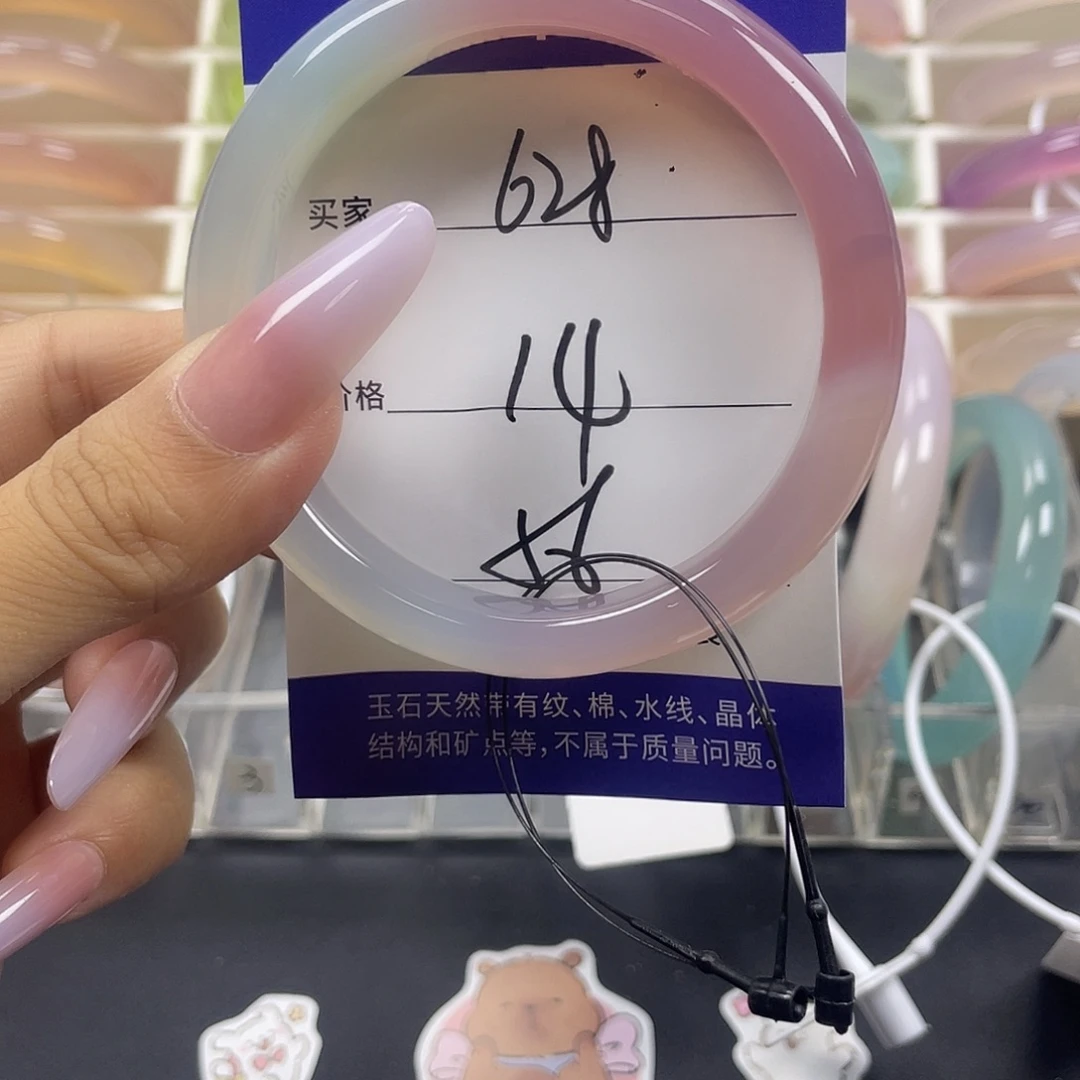 买家 628
价格 14
56
玉石天然带有纹、棉、水线、晶体
结构和矿点等,不属于质量问题。